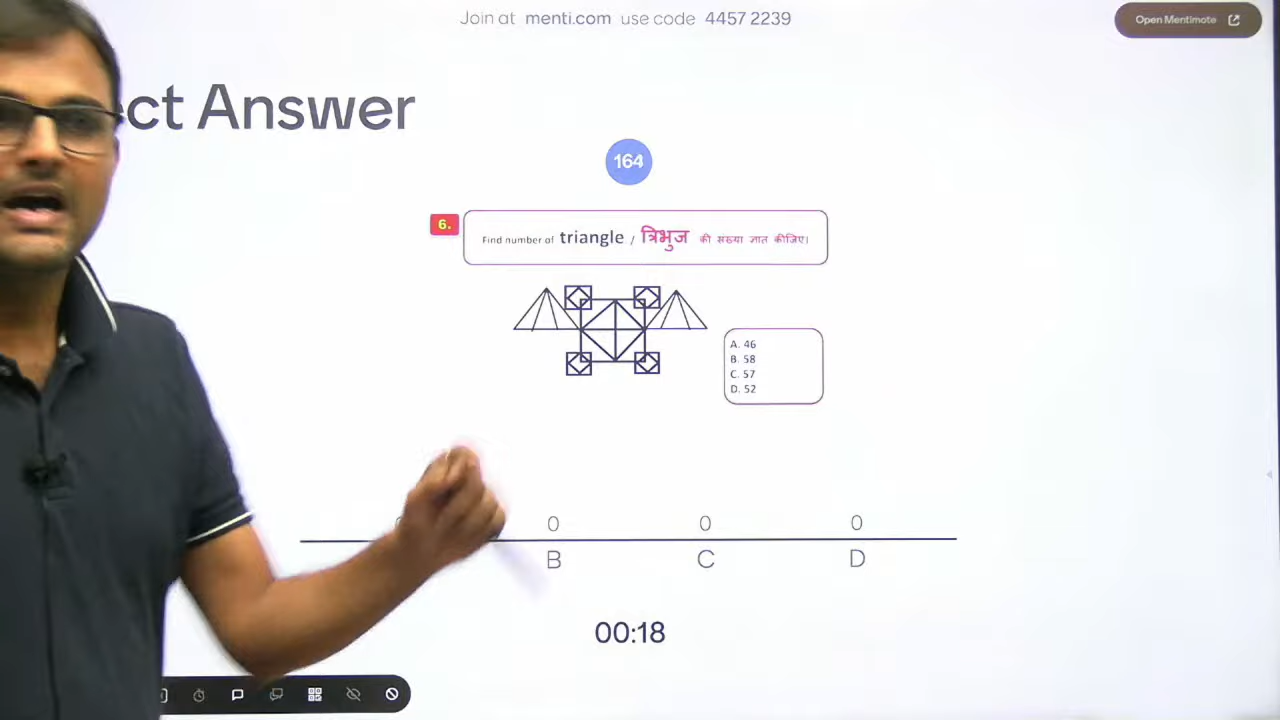 Join at menti.com use code 4457 2239
Open Mentimote
ct Answer
164
6.
Find number of triangle / त्रिभुज की संख्या ज्ञात कीजिए।
A. 46
B. 58
C. 57
D. 52
0 0 0
B C D
00:18